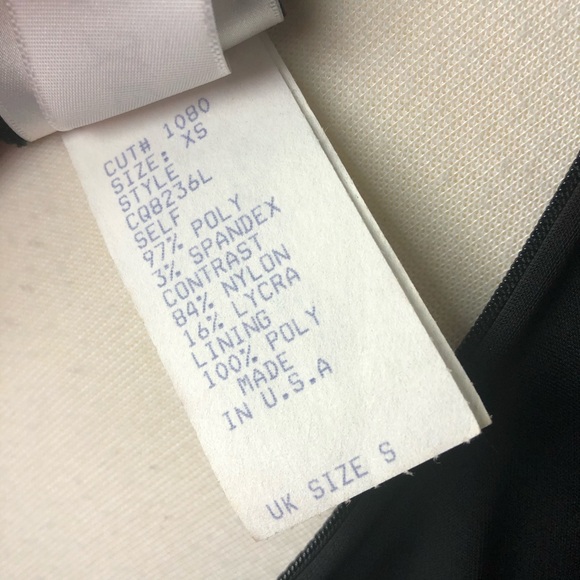 CUT# 1080
SIZE: XS
STYLE
CQ8236L
SELF
97% POLY
3% SPANDEX
CONTRAST
84% NYLON
16% LYCRA
LINING
100% POLY
MADE
IN U.S.A
UK SIZE S